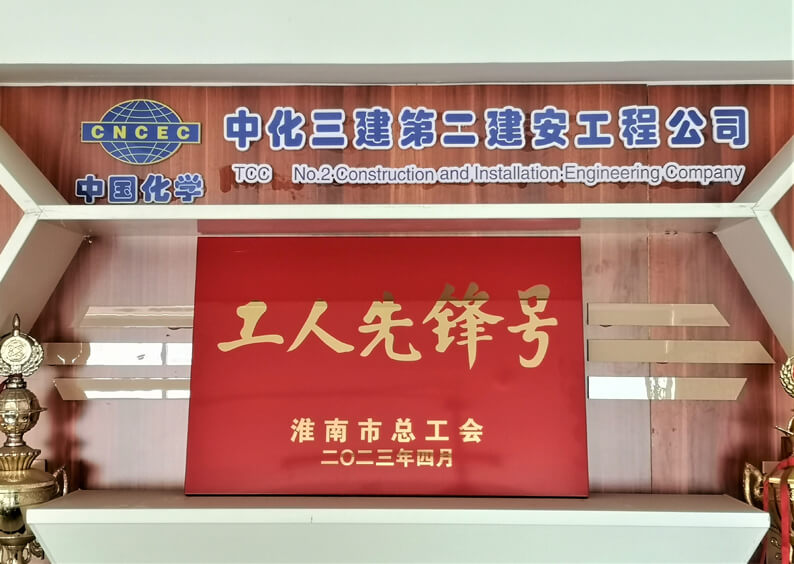 CNCEC
中国化学
中化三建第二建安工程公司
TCC No.2 Construction and Installation Engineering Company
工人先锋号
淮南市总工会
二〇二三年四月